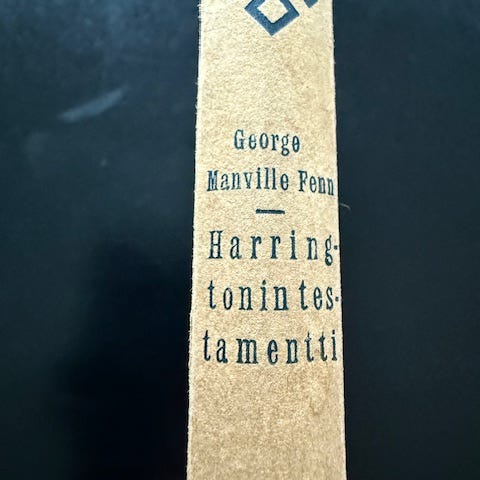 George
Manville Fenn
Harring-
tonin tes-
tamentti